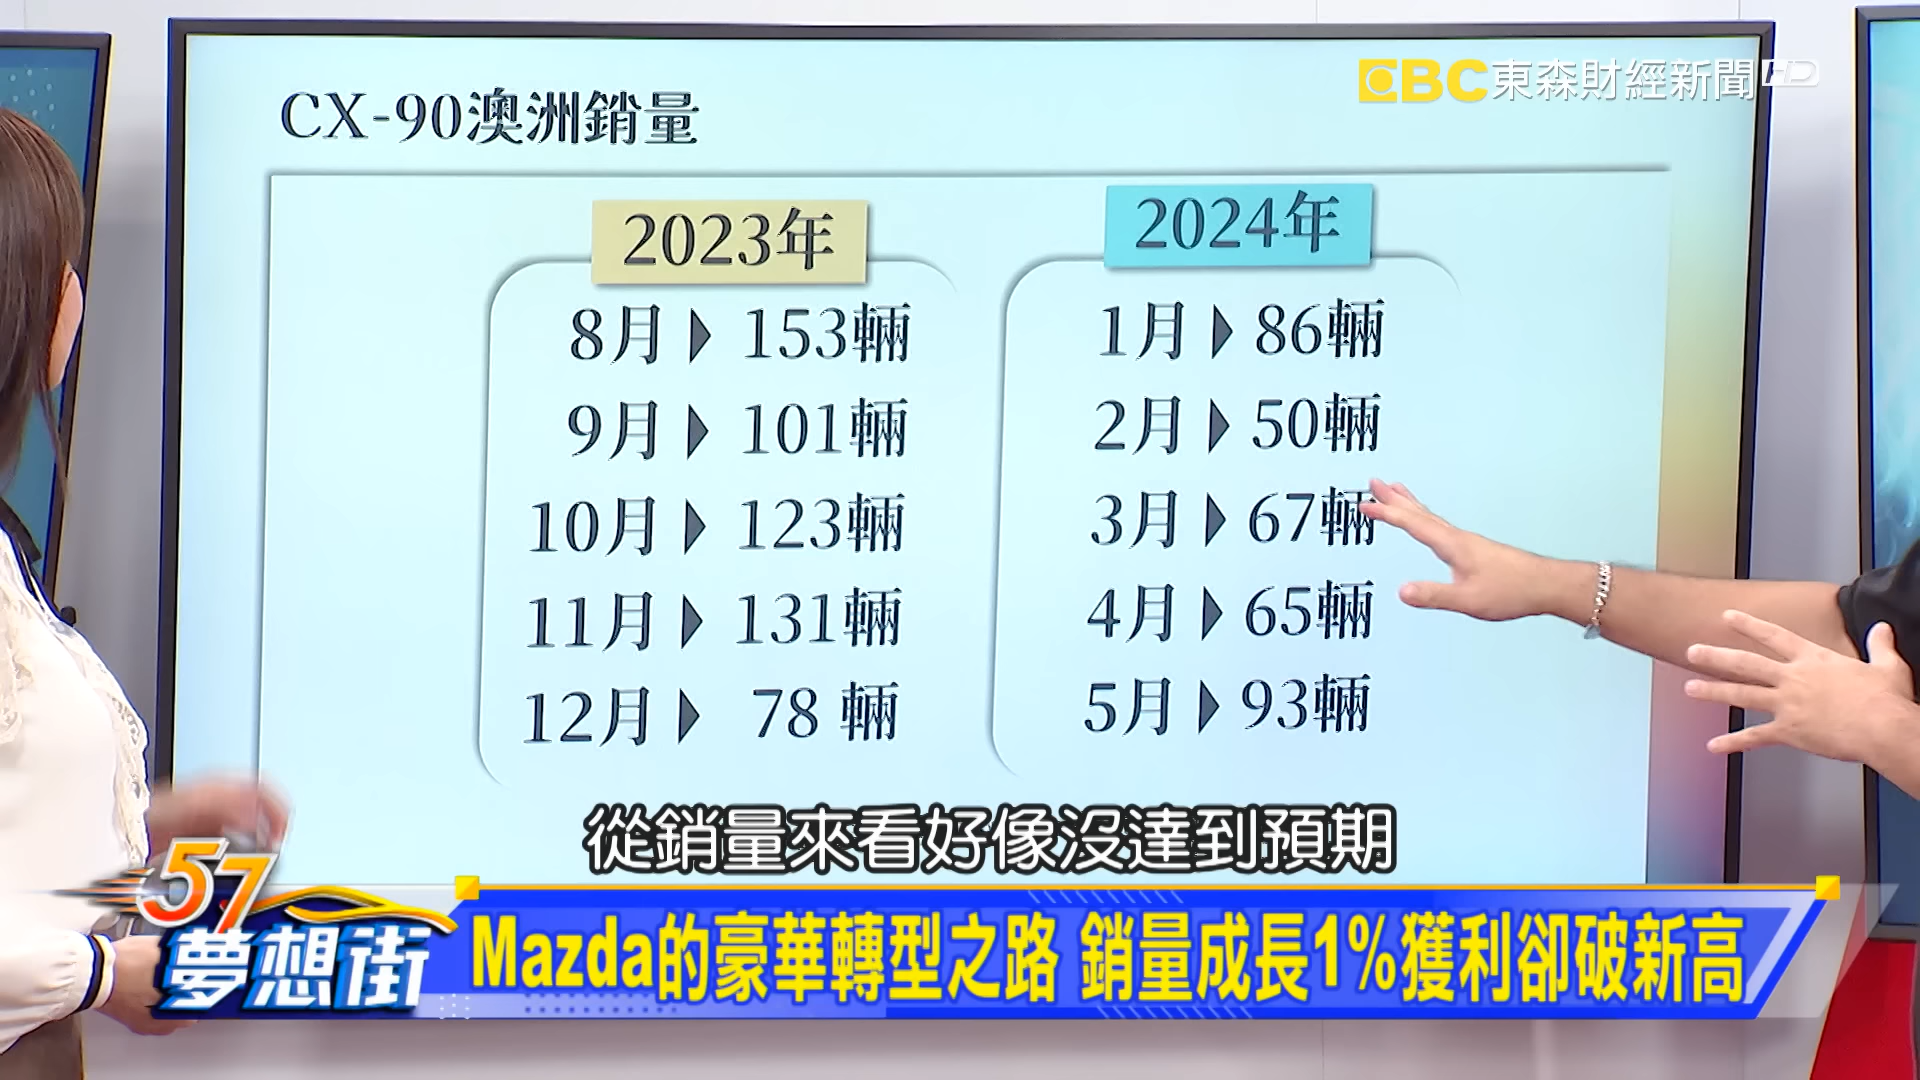 EBC東森財經新聞HD
CX-90澳洲銷量
2023年
8月 153輛
9月 101輛
10月 123輛
11月 131輛
12月 78 輛
2024年
1月 86輛
2月 50輛
3月 67輛
4月 65輛
5月 93輛
從銷量來看好像沒達到預期
57夢想街
Mazda的豪華轉型之路 銷量成長1%獲利卻破新高